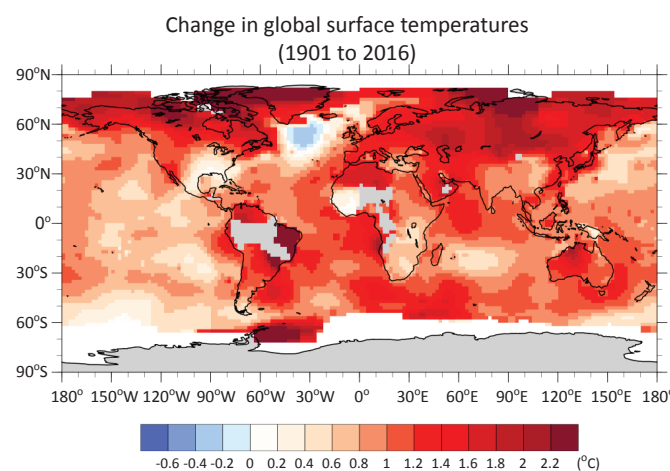 Change in global surface temperatures
(1901 to 2016)
90°N
60°N
30°N
0°
30°S
60°S
90°S
180° 150°W 120°W 90°W 60°W 30°W 0° 30°E 60°E 90°E 120°E 150°E 180°
-0.6 -0.4 -0.2 0 0.2 0.4 0.6 0.8 1 1.2 1.4 1.6 1.8 2 2.2 (°C)